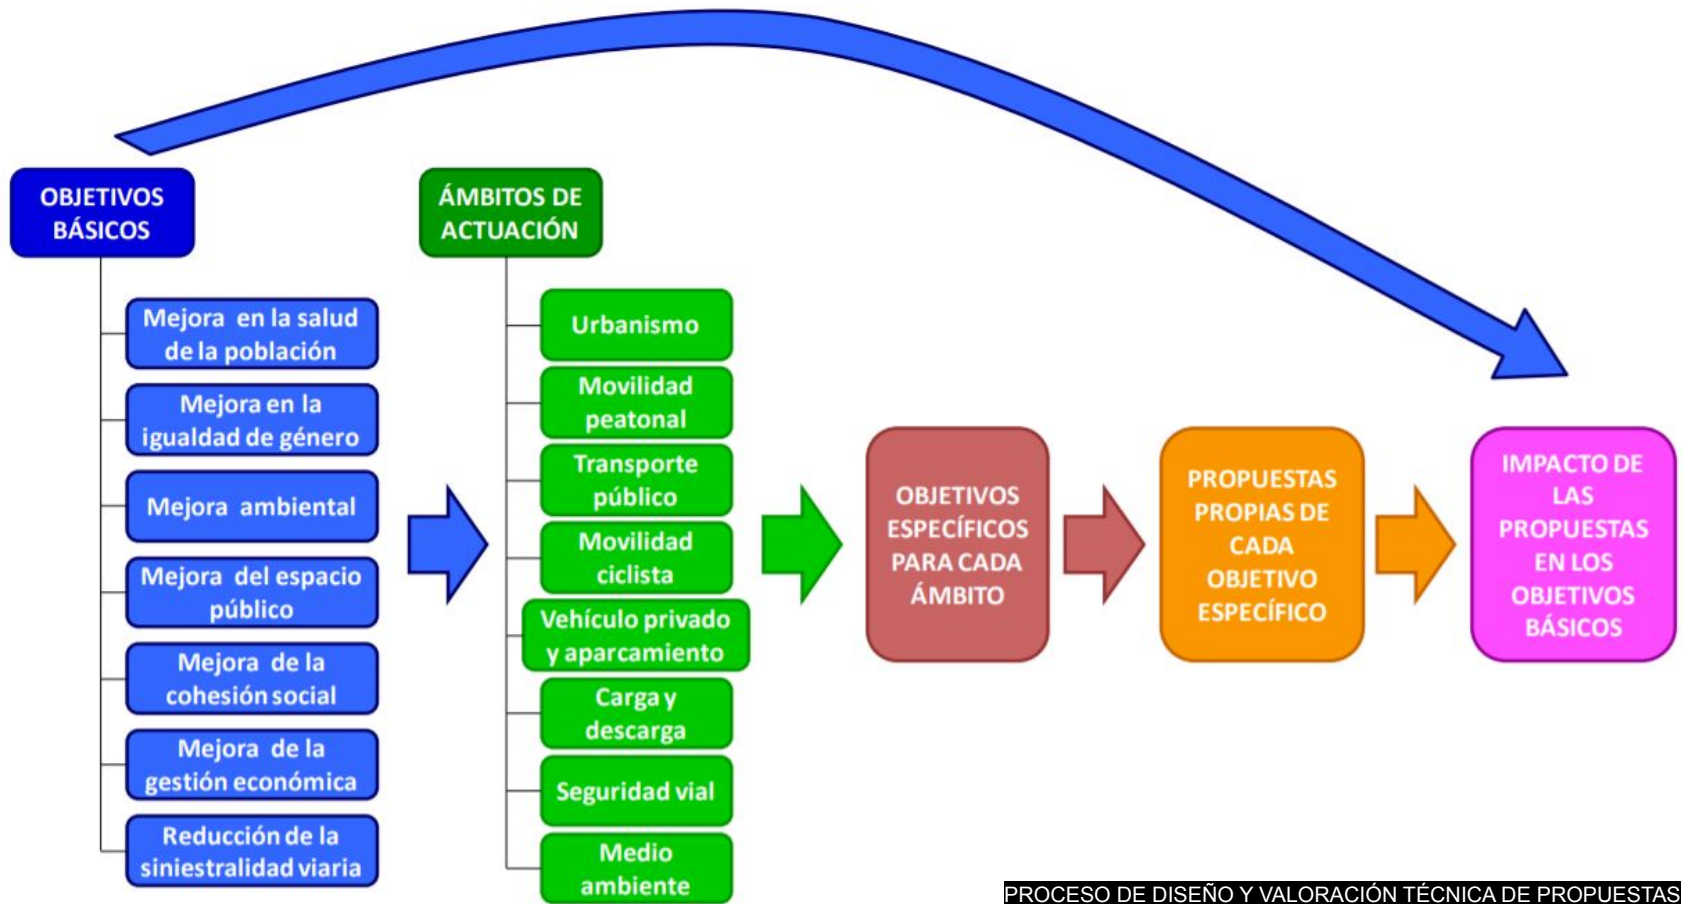 OBJETIVOS
BÁSICOS
Mejora en la salud
de la población
Mejora en la
igualdad de género
Mejora ambiental
Mejora del espacio
público
Mejora de la
cohesión social
Mejora de la
gestión económica
Reducción de la
siniestralidad viaria
ÁMBITOS DE
ACTUACIÓN
Urbanismo
Movilidad
peatonal
Transporte
público
Movilidad
ciclista
Vehículo privado
y aparcamiento
Carga y
descarga
Seguridad vial
Medio
ambiente
OBJETIVOS
ESPECÍFICOS
PARA CADA
ÁMBITO
PROPUESTAS
PROPIAS DE
CADA
OBJETIVO
ESPECÍFICO
IMPACTO DE
LAS
PROPUESTAS
EN LOS
OBJETIVOS
BÁSICOS
PROCESO DE DISEÑO Y VALORACIÓN TÉCNICA DE PROPUESTAS